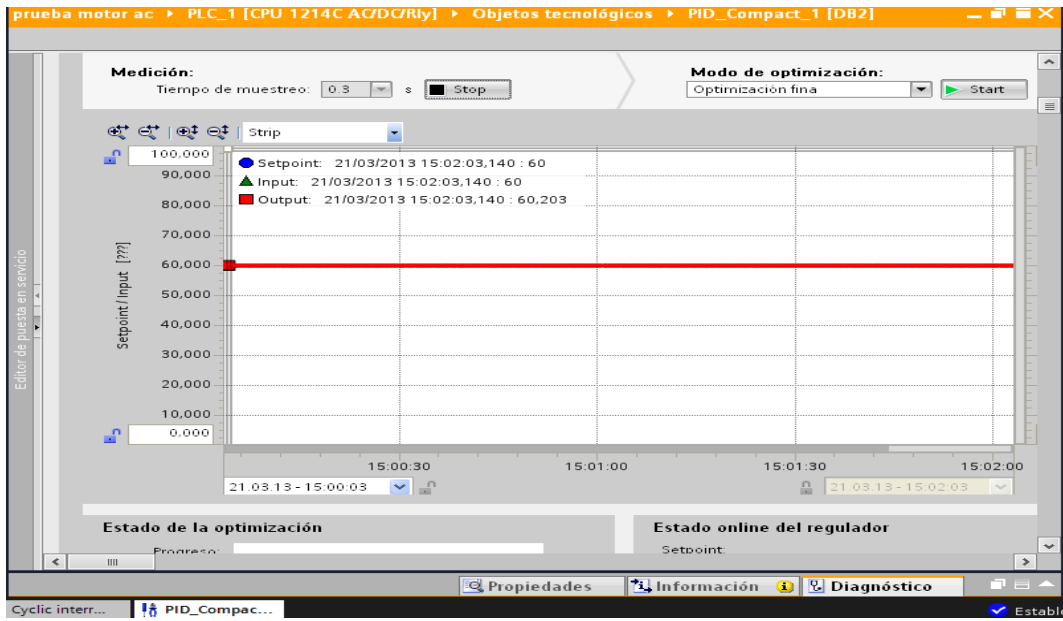 prueba motor ac ▸ PLC_1 [CPU 1214C AC/DC/Rly] ▸ Objetos tecnológicos ▸ PID_Compact_1 [DB2]
Medición:
Modo de optimización:
Tiempo de muestreo: 0.3 s Stop
Optimización fina Start
Strip
Setpoint: 21/03/2013 15:02:03,140 : 60
Input: 21/03/2013 15:02:03,140 : 60
Output: 21/03/2013 15:02:03,140 : 60,203
100,000
90,000
80,000
70,000
60,000
50,000
40,000
30,000
20,000
10,000
0,000
Setpoint/Input [???]
Editor de puesta en servicio
15:00:30 15:01:00 15:01:30 15:02:00
21.03.13 - 15:00:03
21.03.13 - 15:02:03
Estado de la optimización
Estado online del regulador
Progreso:
Setpoint:
Propiedades Información Diagnóstico
Cyclic interr... PID_Compac... Establ